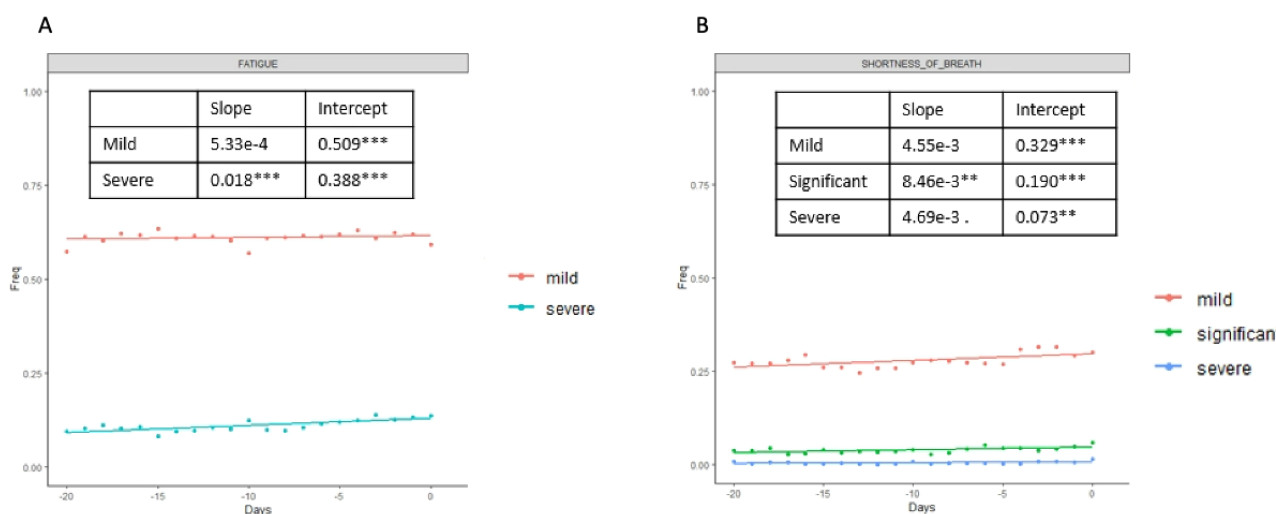 A
FATIGUE
1.00
0.75
0.50
0.25
0.00
Freq
Slope Intercept
Mild 5.33e-4 0.509***
Severe 0.018*** 0.388***
-20 -15 -10 -5 0
Days
mild
severe
B
SHORTNESS_OF_BREATH
1.00
0.75
0.50
0.25
0.00
Freq
Slope Intercept
Mild 4.55e-3 0.329***
Significant 8.46e-3** 0.190***
Severe 4.69e-3 . 0.073**
-20 -15 -10 -5 0
Days
mild
significan
severe